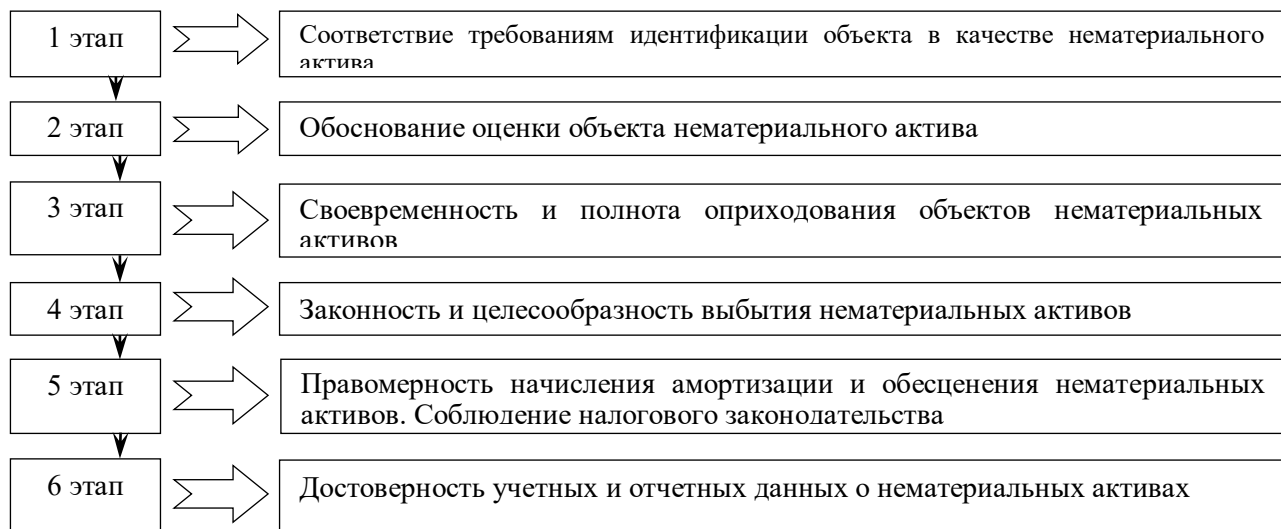 1 этап
Соответствие требованиям идентификации объекта в качестве нематериального
актива
2 этап
Обоснование оценки объекта нематериального актива
3 этап
Своевременность и полнота оприходования объектов нематериальных
активов
4 этап
Законность и целесообразность выбытия нематериальных активов
5 этап
Правомерность начисления амортизации и обесценения нематериальных
активов. Соблюдение налогового законодательства
6 этап
Достоверность учетных и отчетных данных о нематериальных активах